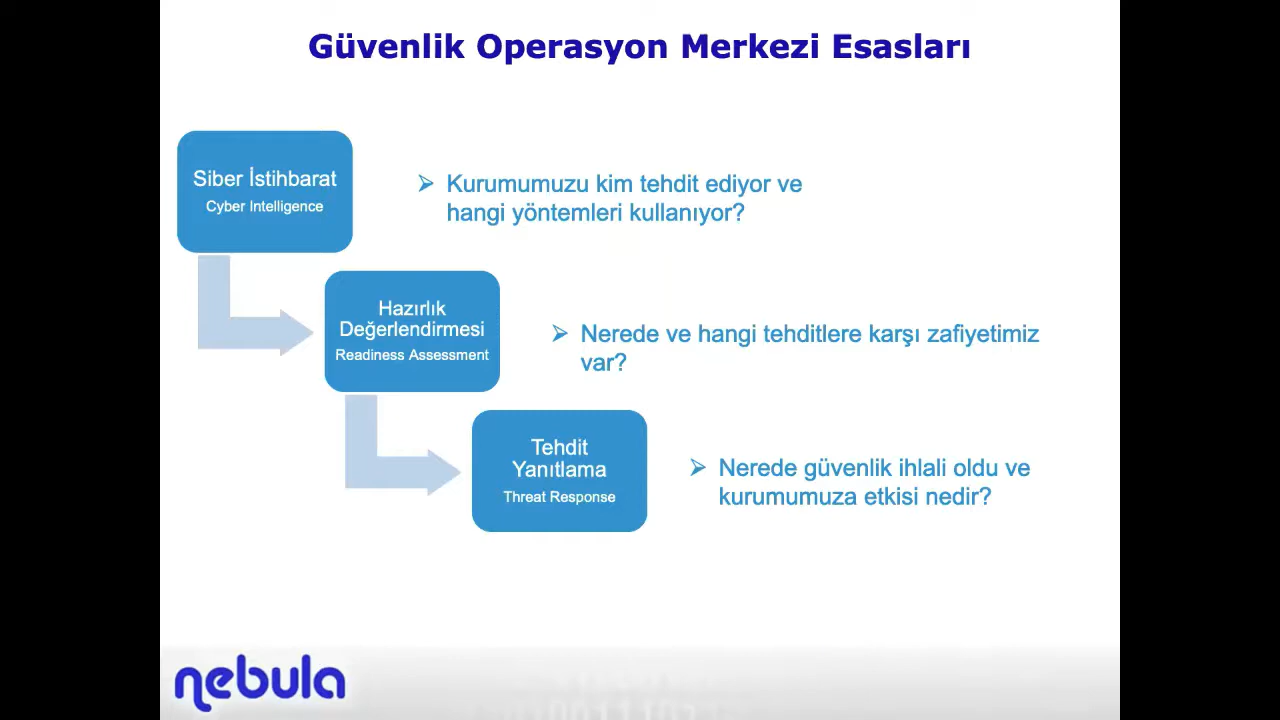 Güvenlik Operasyon Merkezi Esasları
Siber İstihbarat
Cyber Intelligence
Kurumumuzu kim tehdit ediyor ve
hangi yöntemleri kullanıyor?
Hazırlık
Değerlendirmesi
Readiness Assessment
Nerede ve hangi tehditlere karşı zafiyetimiz
var?
Tehdit
Yanıtlama
Threat Response
Nerede güvenlik ihlali oldu ve
kurumumuza etkisi nedir?
nebula